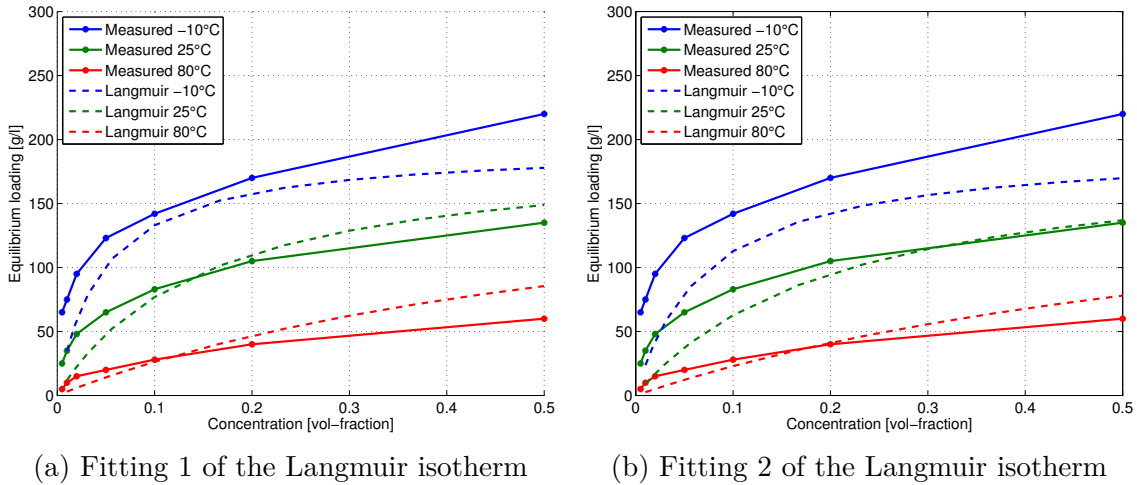 300
250
200
150
100
50
0
Equilibrium loading [g/l]
Measured −10°C
Measured 25°C
Measured 80°C
Langmuir −10°C
Langmuir 25°C
Langmuir 80°C
0 0.1 0.2 0.3 0.4 0.5
Concentration [vol−fraction]
(a) Fitting 1 of the Langmuir isotherm
300
250
200
150
100
50
0
Equilibrium loading [g/l]
Measured −10°C
Measured 25°C
Measured 80°C
Langmuir −10°C
Langmuir 25°C
Langmuir 80°C
0 0.1 0.2 0.3 0.4 0.5
Concentration [vol−fraction]
(b) Fitting 2 of the Langmuir isotherm